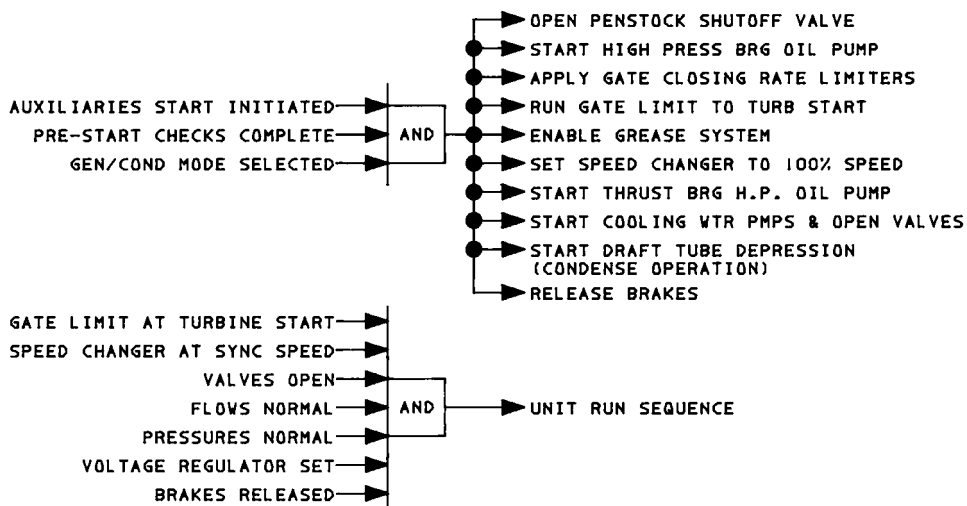 OPEN PENSTOCK SHUTOFF VALVE
START HIGH PRESS BRG OIL PUMP
APPLY GATE CLOSING RATE LIMITERS
AUXILIARIES START INITIATED
RUN GATE LIMIT TO TURB START
PRE-START CHECKS COMPLETE
AND
ENABLE GREASE SYSTEM
GEN/COND MODE SELECTED
SET SPEED CHANGER TO 100% SPEED
START THRUST BRG H.P. OIL PUMP
START COOLING WTR PMPS & OPEN VALVES
START DRAFT TUBE DEPRESSION
(CONDENSE OPERATION)
RELEASE BRAKES
GATE LIMIT AT TURBINE START
SPEED CHANGER AT SYNC SPEED
VALVES OPEN
FLOWS NORMAL
AND
UNIT RUN SEQUENCE
PRESSURES NORMAL
VOLTAGE REGULATOR SET
BRAKES RELEASED